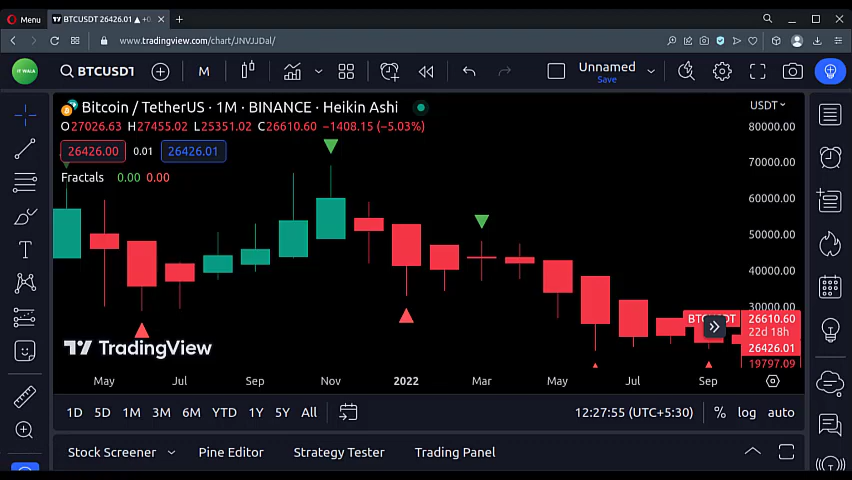 Menu
BTCUSDT 26426.01 ▲ +0
www.tradingview.com/chart/JNVJJDal/
IT WALA
BTCUSDT
M
Unnamed
Save
Bitcoin / TetherUS · 1M · BINANCE · Heikin Ashi
O27026.63 H27455.02 L25351.02 C26610.60 −1408.15 (−5.03%)
26426.00 0.01 26426.01
Fractals 0.00 0.00
USDT
80000.00
70000.00
60000.00
50000.00
40000.00
30000.00
26610.60
22d 18h
26426.01
19797.09
TradingView
May Jul Sep Nov 2022 Mar May Jul Sep
1D 5D 1M 3M 6M YTD 1Y 5Y All
12:27:55 (UTC+5:30) % log auto
Stock Screener Pine Editor Strategy Tester Trading Panel